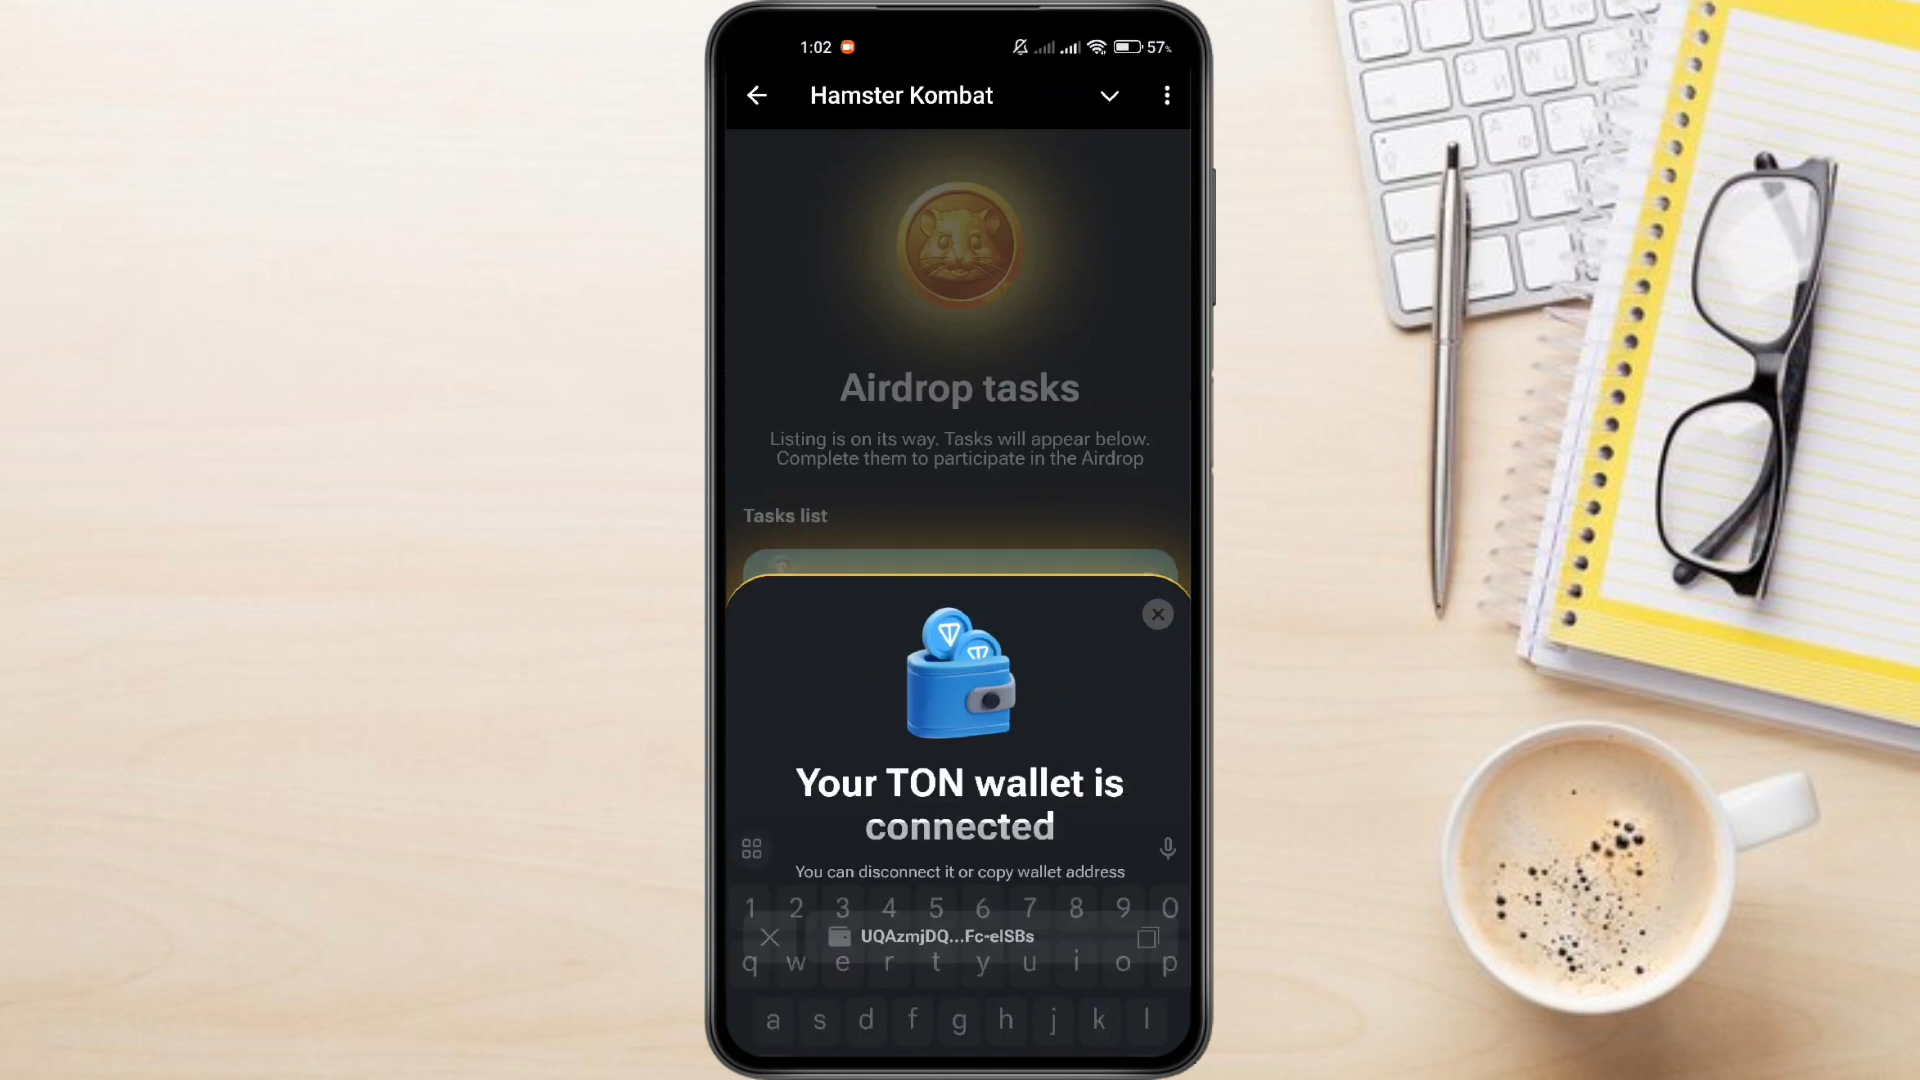 1:02
57%
Hamster Kombat
Airdrop tasks
Listing is on its way. Tasks will appear below.
Complete them to participate in the Airdrop
Tasks list
Your TON wallet is
connected
You can disconnect it or copy wallet address
1 2 3 4 5 6 7 8 9 0
UQAzmjDQ...Fc-elSBs
q w e r t y u i o p
a s d f g h j k l